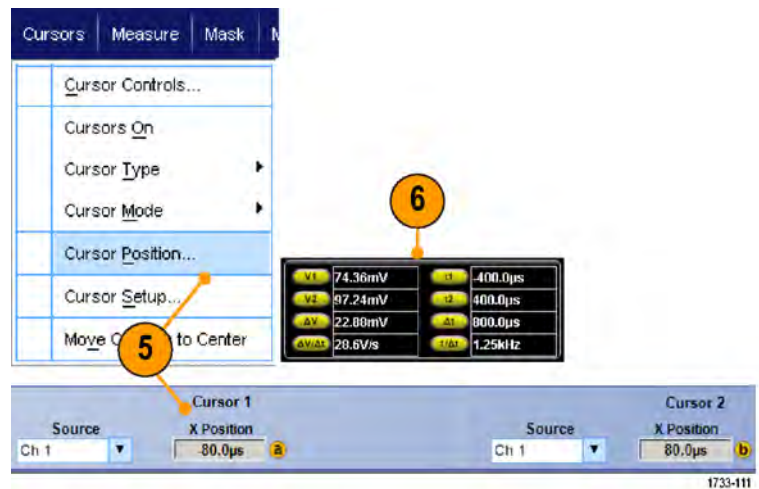 Cursors Measure Mask
Cursor Controls...
Cursors On
Cursor Type
Cursor Mode
Cursor Position...
Cursor Setup...
Move to Center
5
6
V1 74.36mV t1 -400.0µs
V2 97.24mV t2 400.0µs
ΔV 22.88mV Δt 800.0µs
ΔV/Δt 28.6V/s 1/Δt 1.25kHz
Cursor 1 Cursor 2
Source X Position Source X Position
Ch 1 -80.0µs a Ch 1 80.0µs b
1733-111